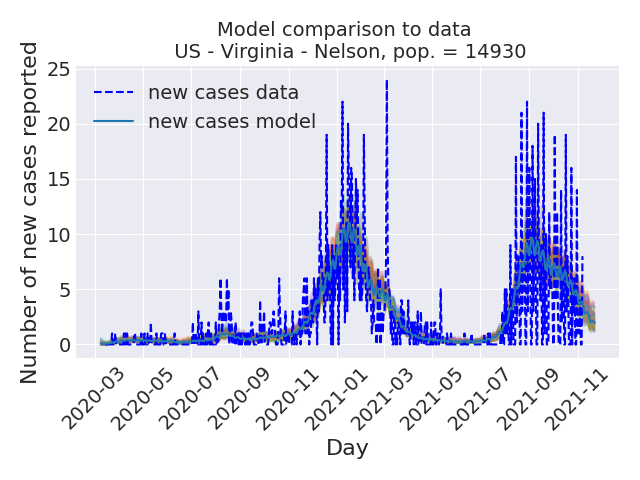 Model comparison to data
US - Virginia - Nelson, pop. = 14930
Number of new cases reported
25
20
15
10
5
0
new cases data
new cases model
2020-03
2020-05
2020-07
2020-09
2020-11
2021-01
2021-03
2021-05
2021-07
2021-09
2021-11
Day